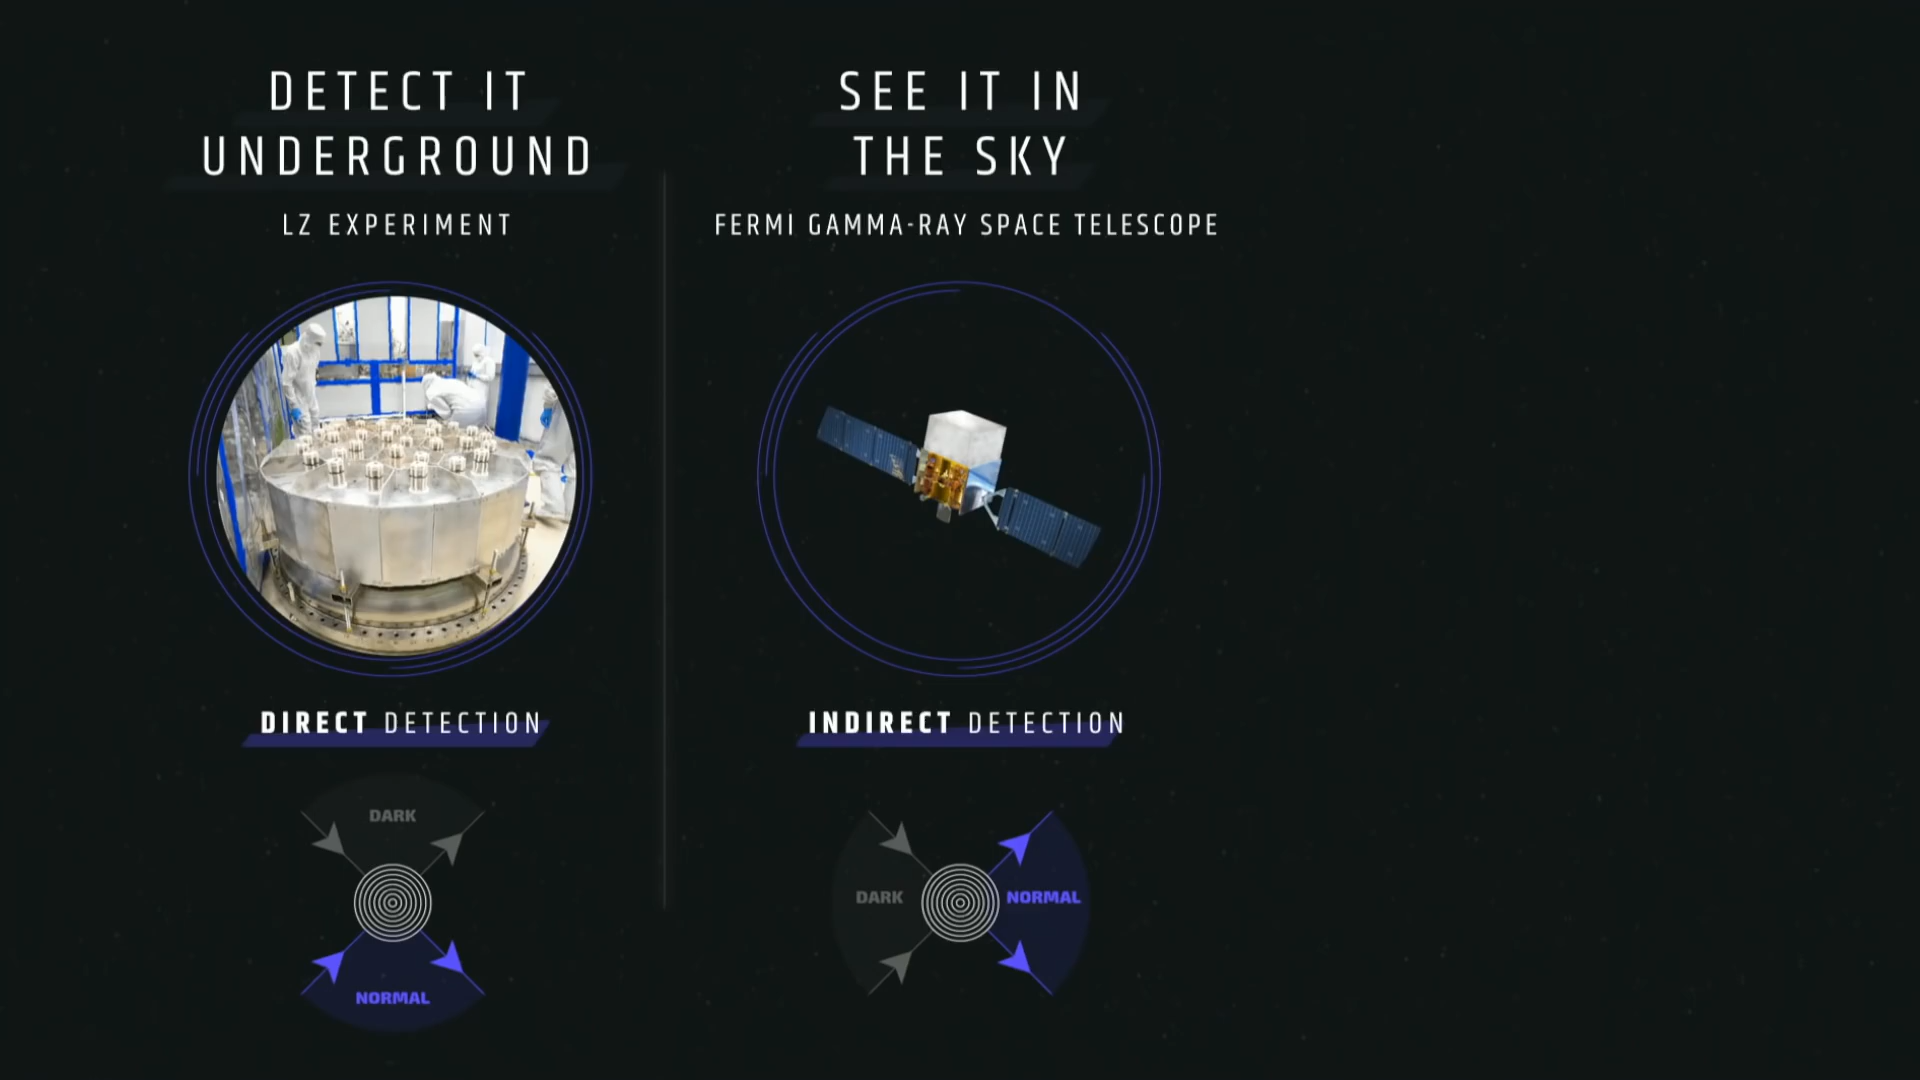 DETECT IT
UNDERGROUND
LZ EXPERIMENT
DIRECT DETECTION
DARK
NORMAL
SEE IT IN
THE SKY
FERMI GAMMA-RAY SPACE TELESCOPE
INDIRECT DETECTION
DARK
NORMAL